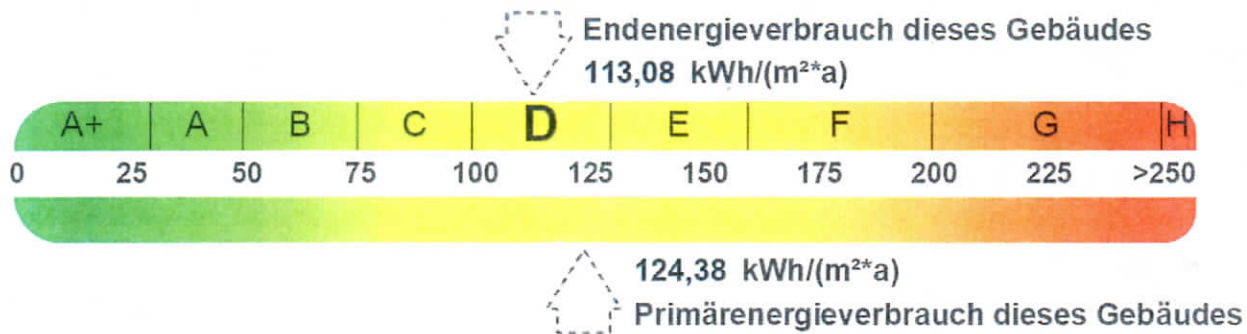 Endenergieverbrauch dieses Gebäudes
113,08 kWh/(m²*a)
A+ A B C D E F G H
0 25 50 75 100 125 150 175 200 225 >250
124,38 kWh/(m²*a)
Primärenergieverbrauch dieses Gebäudes